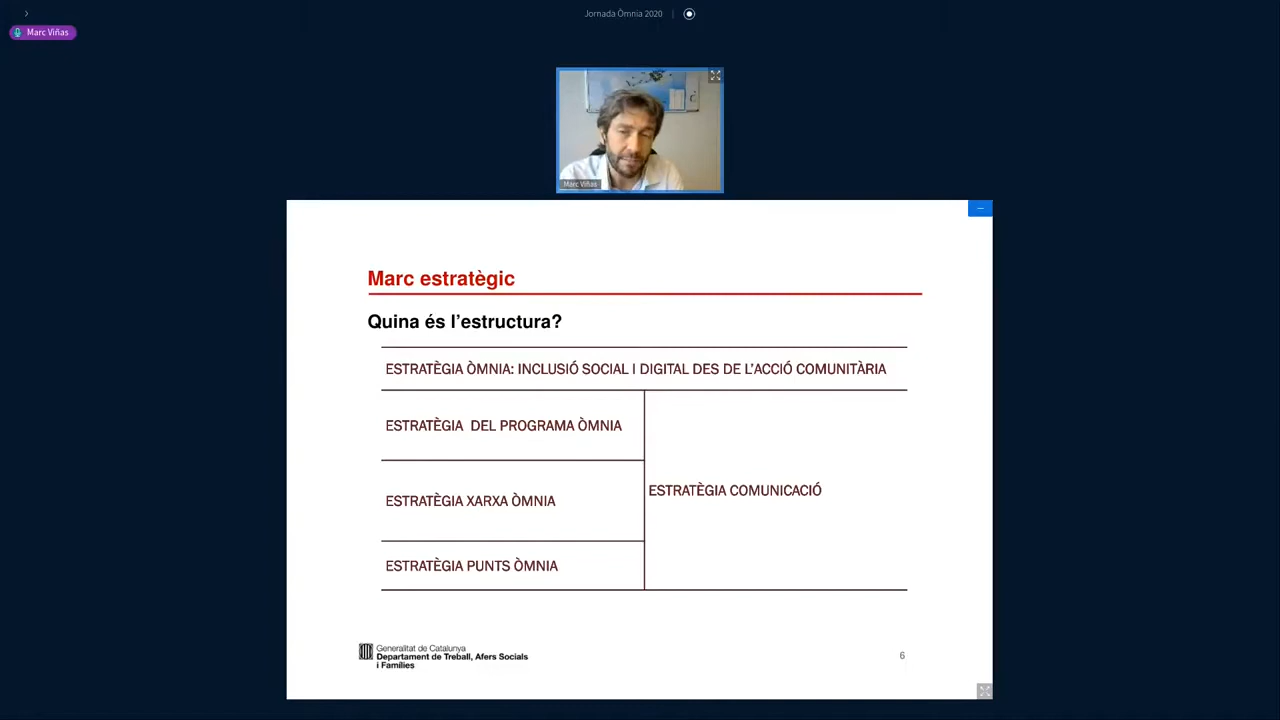 Jornada Òmnia 2020
Marc Viñas
Marc Viñas
Marc estratègic
Quina és l'estructura?
ESTRATÈGIA ÒMNIA: INCLUSIÓ SOCIAL I DIGITAL DES DE L'ACCIÓ COMUNITÀRIA
ESTRATÈGIA DEL PROGRAMA ÒMNIA
ESTRATÈGIA XARXA ÒMNIA
ESTRATÈGIA PUNTS ÒMNIA
ESTRATÈGIA COMUNICACIÓ
Generalitat de Catalunya
Departament de Treball, Afers Socials
i Famílies
6